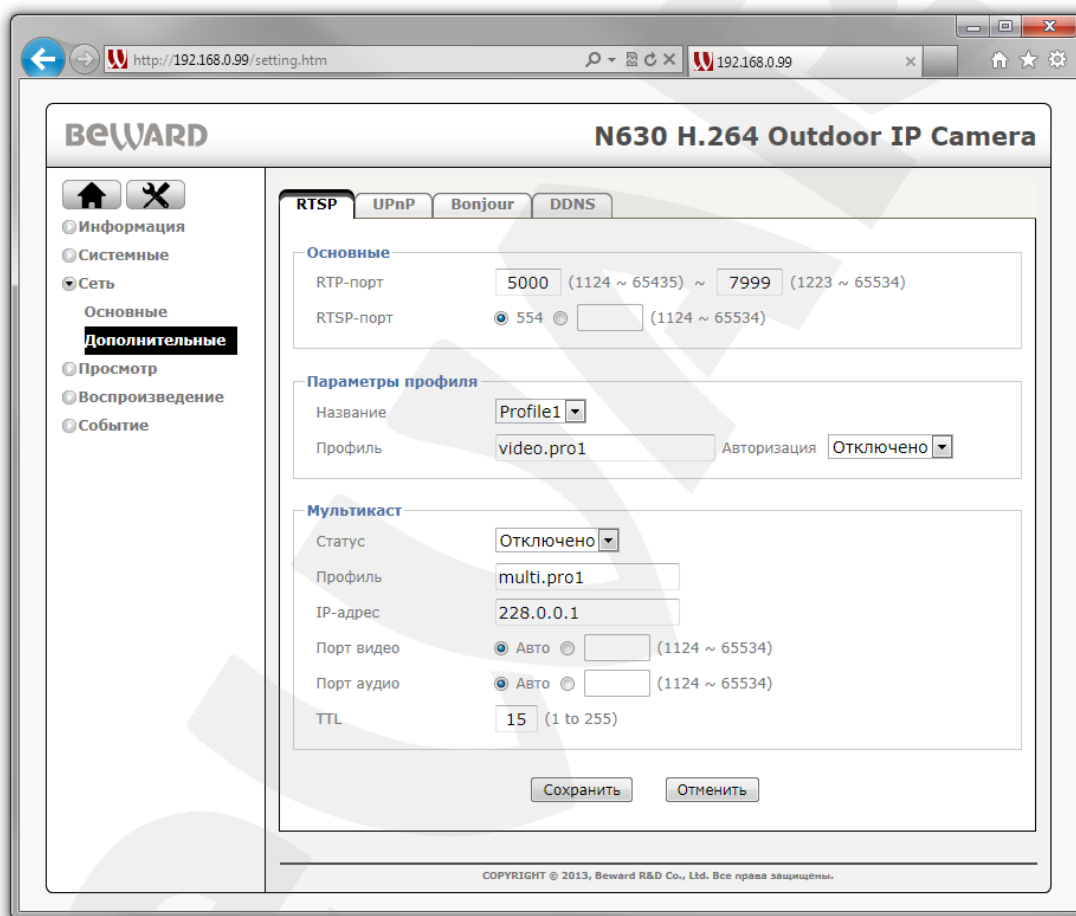 http://192.168.0.99/setting.htm
192.168.0.99
BEWARD
N630 H.264 Outdoor IP Camera
Информация
Системные
Сеть
Основные
Дополнительные
Просмотр
Воспроизведение
Событие
RTSP UPnP Bonjour DDNS
Основные
RTP-порт 5000 (1124 ~ 65435) ~ 7999 (1223 ~ 65534)
RTSP-порт 554 (1124 ~ 65534)
Параметры профиля
Название Profile1
Профиль video.pro1 Авторизация Отключено
Мультикаст
Статус Отключено
Профиль multi.pro1
IP-адрес 228.0.0.1
Порт видео Авто (1124 ~ 65534)
Порт аудио Авто (1124 ~ 65534)
TTL 15 (1 to 255)
Сохранить Отменить
COPYRIGHT © 2013, Beward R&D Co., Ltd. Все права защищены.